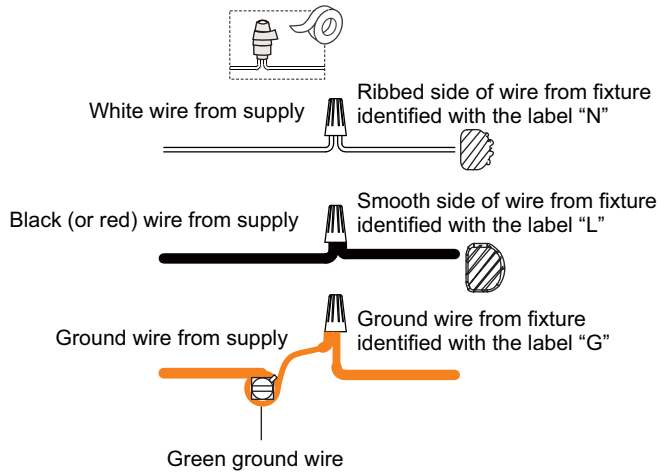 White wire from supply
Ribbed side of wire from fixture
identified with the label “N”
Black (or red) wire from supply
Smooth side of wire from fixture
identified with the label “L”
Ground wire from supply
Ground wire from fixture
identified with the label “G”
Green ground wire